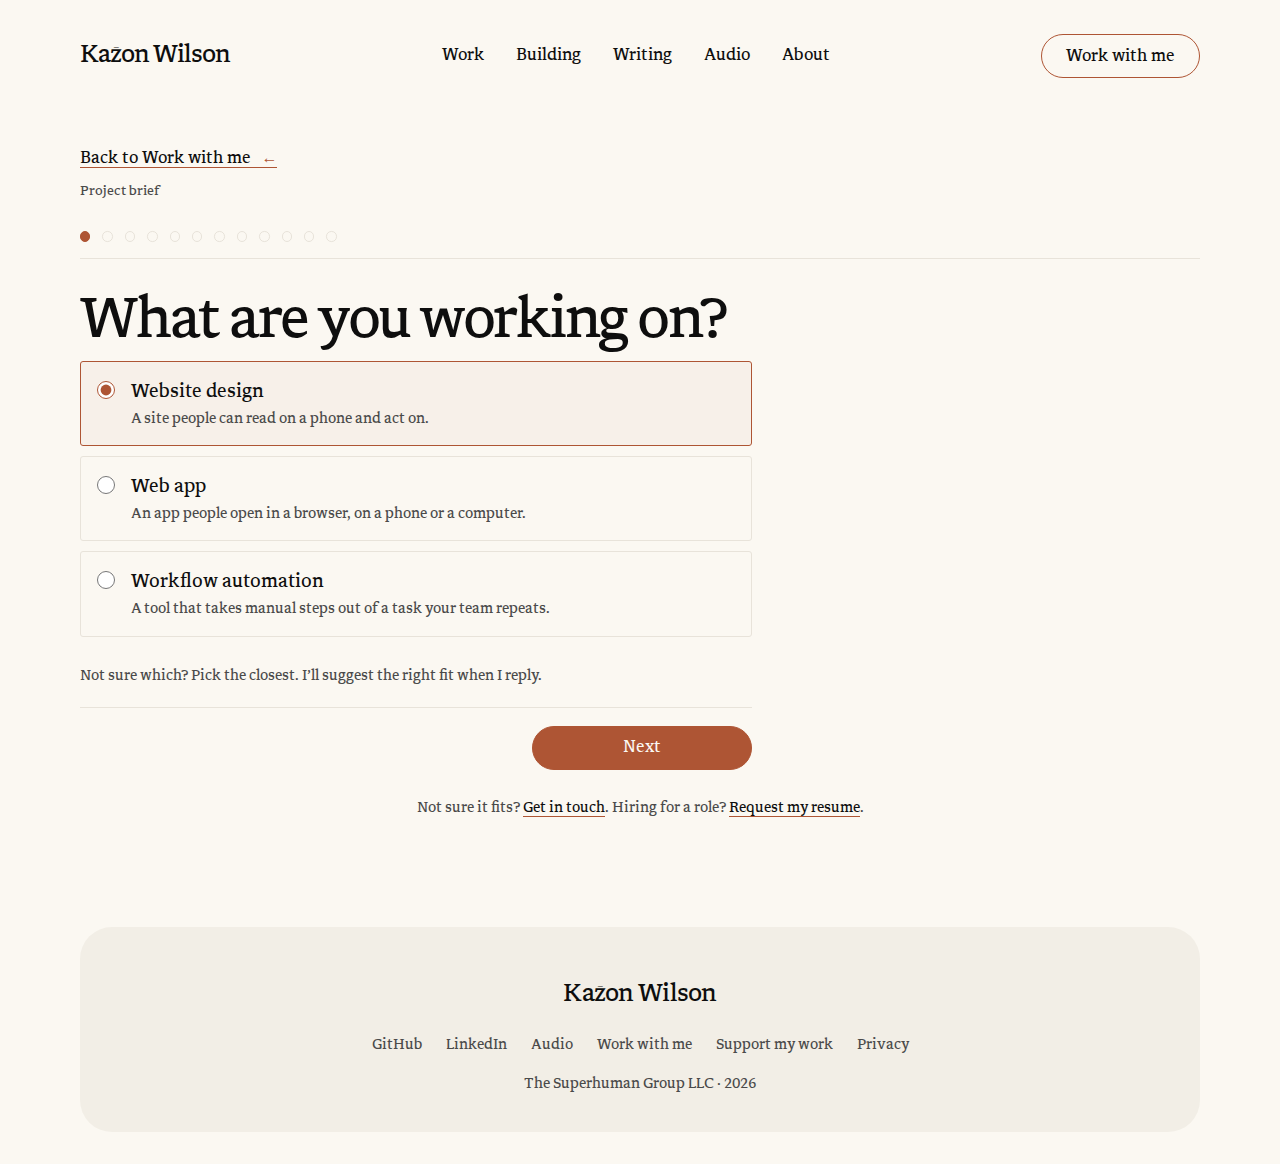 Kazon Wilson
Work Building Writing Audio About
Work with me
Back to Work with me ←
Project brief
What are you working on?
Website design
A site people can read on a phone and act on.
Web app
An app people open in a browser, on a phone or a computer.
Workflow automation
A tool that takes manual steps out of a task your team repeats.
Not sure which? Pick the closest. I’ll suggest the right fit when I reply.
Next
Not sure it fits? Get in touch. Hiring for a role? Request my resume.
Kazon Wilson
GitHub LinkedIn Audio Work with me Support my work Privacy
The Superhuman Group LLC · 2026